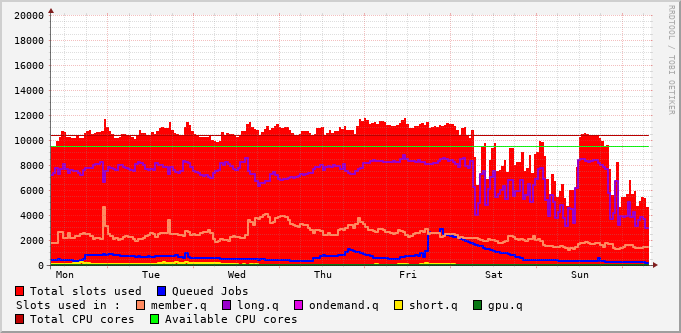 20000
18000
16000
14000
12000
10000
8000
6000
4000
2000
0
Mon Tue Wed Thu Fri Sat Sun
RRDTOOL / TOBI OETIKER
Total slots used Queued Jobs
Slots used in : member.q long.q ondemand.q short.q gpu.q
Total CPU cores Available CPU cores